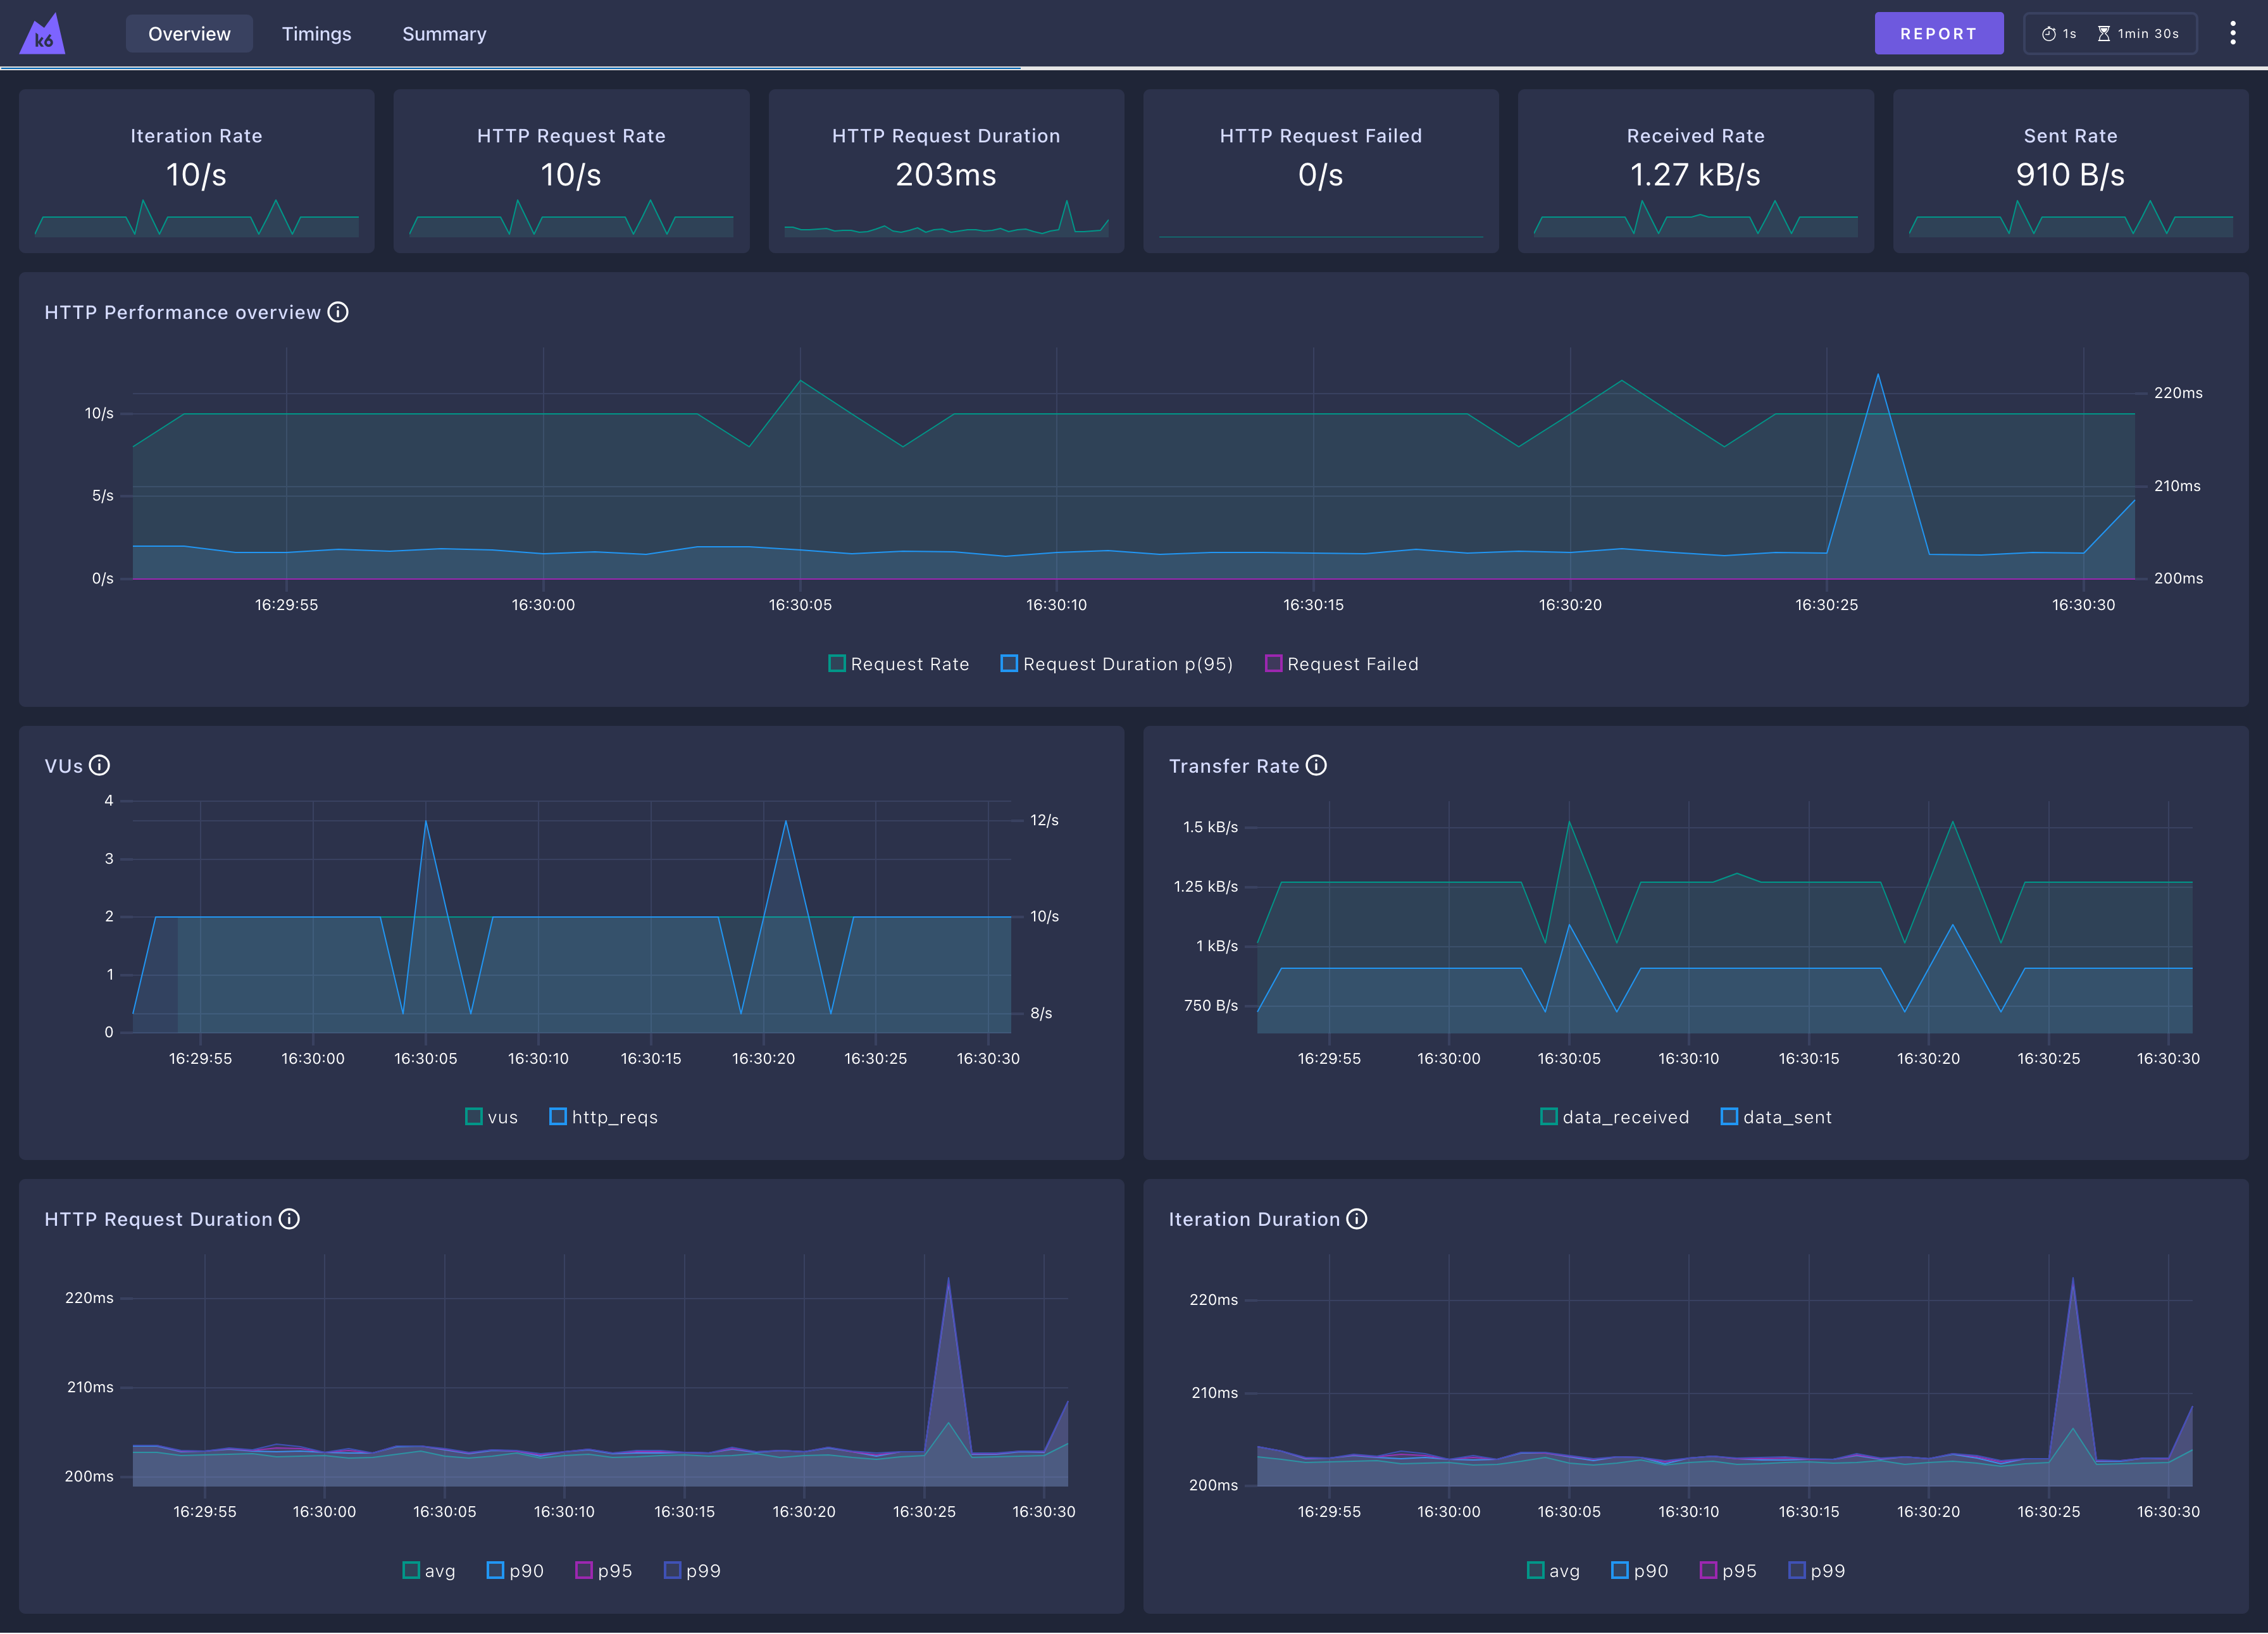 k6 Overview Timings Summary REPORT 1s 1min 30s
Iteration Rate
10/s
HTTP Request Rate
10/s
HTTP Request Duration
203ms
HTTP Request Failed
0/s
Received Rate
1.27 kB/s
Sent Rate
910 B/s
HTTP Performance overview
10/s
5/s
0/s
220ms
210ms
200ms
16:29:55 16:30:00 16:30:05 16:30:10 16:30:15 16:30:20 16:30:25 16:30:30
Request Rate Request Duration p(95) Request Failed
VUs
4
3
2
1
0
12/s
10/s
8/s
16:29:55 16:30:00 16:30:05 16:30:10 16:30:15 16:30:20 16:30:25 16:30:30
vus http_reqs
Transfer Rate
1.5 kB/s
1.25 kB/s
1 kB/s
750 B/s
16:29:55 16:30:00 16:30:05 16:30:10 16:30:15 16:30:20 16:30:25 16:30:30
data_received data_sent
HTTP Request Duration
220ms
210ms
200ms
16:29:55 16:30:00 16:30:05 16:30:10 16:30:15 16:30:20 16:30:25 16:30:30
avg p90 p95 p99
Iteration Duration
220ms
210ms
200ms
16:29:55 16:30:00 16:30:05 16:30:10 16:30:15 16:30:20 16:30:25 16:30:30
avg p90 p95 p99